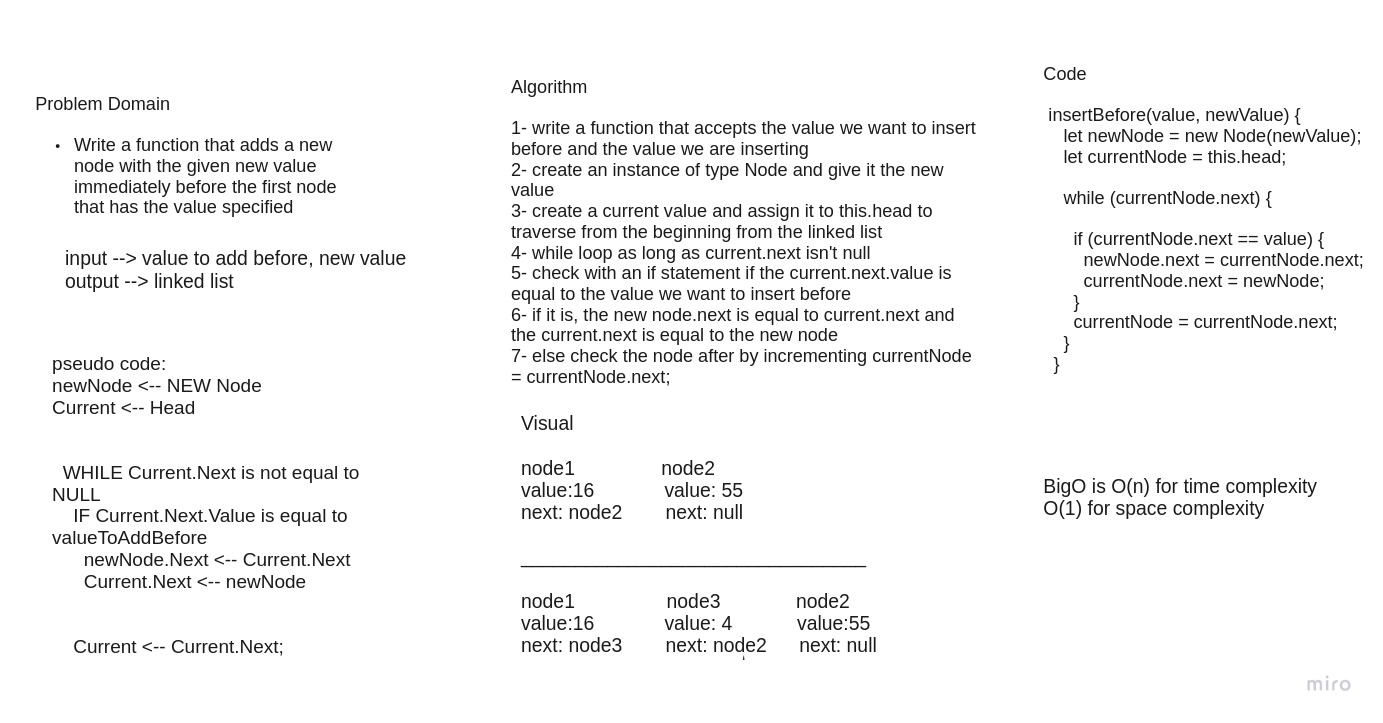 Problem Domain
• Write a function that adds a new
node with the given new value
immediately before the first node
that has the value specified
input --> value to add before, new value
output --> linked list
pseudo code:
newNode <-- NEW Node
Current <-- Head
WHILE Current.Next is not equal to
NULL
IF Current.Next.Value is equal to
valueToAddBefore
newNode.Next <-- Current.Next
Current.Next <-- newNode
Current <-- Current.Next;
Algorithm
1- write a function that accepts the value we want to insert
before and the value we are inserting
2- create an instance of type Node and give it the new
value
3- create a current value and assign it to this.head to
traverse from the beginning from the linked list
4- while loop as long as current.next isn't null
5- check with an if statement if the current.next.value is
equal to the value we want to insert before
6- if it is, the new node.next is equal to current.next and
the current.next is equal to the new node
7- else check the node after by incrementing currentNode
= currentNode.next;
Visual
node1 node2
value:16 value: 55
next: node2 next: null
________________________________
node1 node3 node2
value:16 value: 4 value:55
next: node3 next: node2 next: null
Code
insertBefore(value, newValue) {
let newNode = new Node(newValue);
let currentNode = this.head;
while (currentNode.next) {
if (currentNode.next == value) {
newNode.next = currentNode.next;
currentNode.next = newNode;
}
currentNode = currentNode.next;
}
}
BigO is O(n) for time complexity
O(1) for space complexity
miro